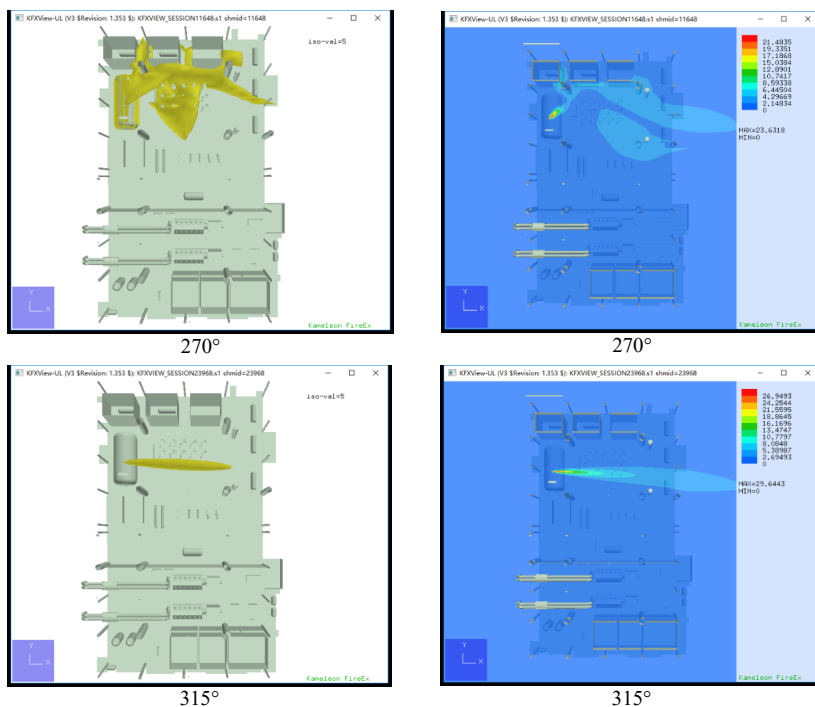 KFXView-UL (V3 $Revision: 1.353 $): KFXVIEW_SESSION11648.s1 shmid=11648
iso-val=5
Y
X
Kameleon FireEx
270°
KFXView-UL (V3 $Revision: 1.353 $): KFXVIEW_SESSION11648.s1 shmid=11648
21.4835
19.3351
17.1868
15.0384
12.8901
10.7417
8.59338
6.44504
4.29669
2.14834
0
MAX=23.6318
MIN=0
Y
X
Kameleon FireEx
270°
KFXView-UL (V3 $Revision: 1.353 $): KFXVIEW_SESSION23968.s1 shmid=23968
iso-val=5
Y
X
Kameleon FireEx
315°
KFXView-UL (V3 $Revision: 1.353 $): KFXVIEW_SESSION23968.s1 shmid=23968
26.9493
24.2544
21.5595
18.8645
16.1696
13.4747
10.7797
8.0848
5.38987
2.69493
0
MAX=29.6443
MIN=0
Y
X
Kameleon FireEx
315°